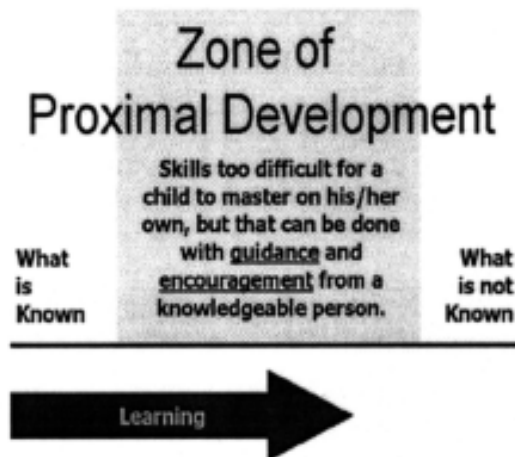 Zone of
Proximal Development
Skills too difficult for a
child to master on his/her
own, but that can be done
with guidance and
encouragement from a
knowledgeable person.
What
is
Known
What
is not
Known
Learning